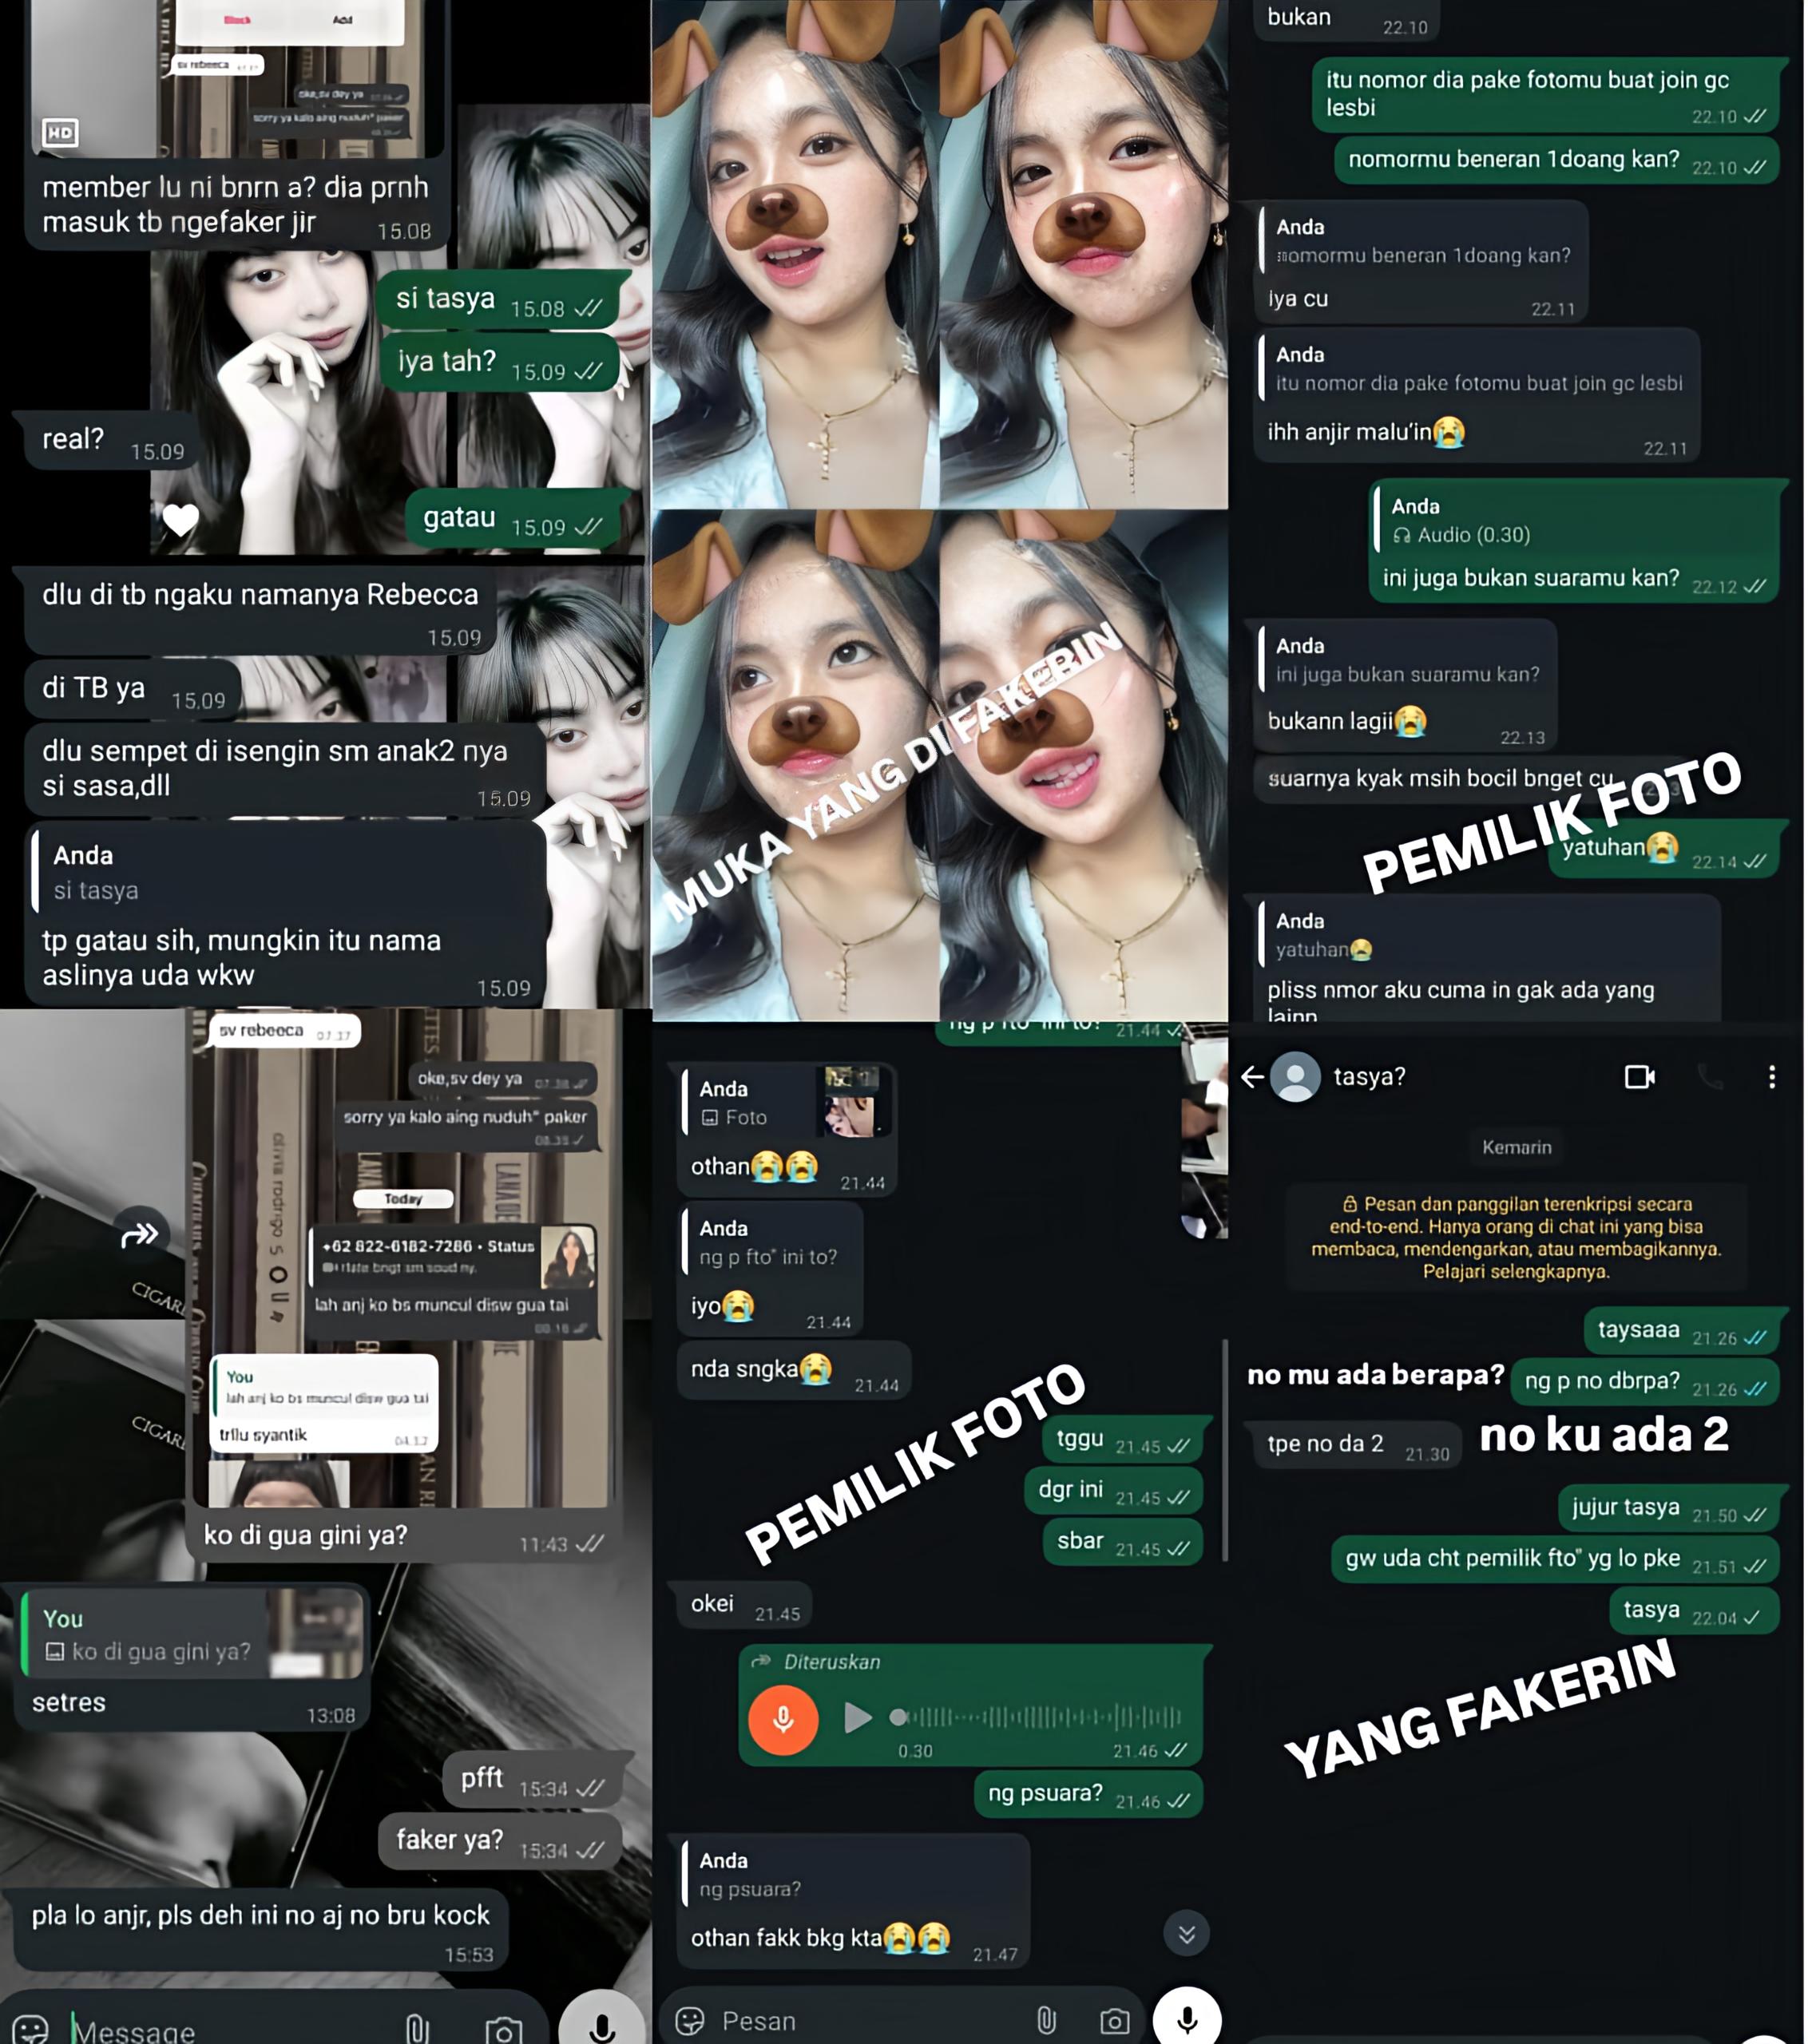 Block
Add
sv rebeeca
oke,sv dey ya
sorry ya kalo aing nuduh" paker
HD
member lu ni bnrn a? dia prnh
masuk tb ngefaker jir
15.08
si tasya
15.08
iya tah?
15.09
real?
15.09
gatau
15.09
dlu di tb ngaku namanya Rebecca
15.09
di TB ya
15.09
dlu sempet di isengin sm anak2 nya
si sasa,dll
15.09
Anda
si tasya
tp gatau sih, mungkin itu nama
aslinya uda wkw
15.09
MUKA YANG DI FAKERIN
bukan
22.10
itu nomor dia pake fotomu buat join gc
lesbi
22.10
nomormu beneran 1doang kan?
22.10
Anda
nomormu beneran 1doang kan?
iya cu
22.11
Anda
itu nomor dia pake fotomu buat join gc lesbi
ihh anjir malu'in😭
22.11
Anda
Audio (0.30)
ini juga bukan suaramu kan?
22.12
Anda
ini juga bukan suaramu kan?
bukann lagii😭
22.13
suarnya kyak msih bocil bnget cu
PEMILIK FOTO
yatuhan😭
22.14
Anda
yatuhan😭
pliss nmor aku cuma in gak ada yang
lainn
sv rebeeca
07.37
oke,sv dey ya
07.38
sorry ya kalo aing nuduh" paker
08.35
OLIVIA RODRIGO SOUR
LANA DE
CIGAR
CIGAR
Today
+62 822-6182-7286 • Status
lah anj ko bs muncul disw gua tai
You
lah anj ko bs muncul disw gua tai
trllu syantik
04.12
ko di gua gini ya?
11:43
You
ko di gua gini ya?
setres
13:08
pfft
15:34
faker ya?
15:34
pla lo anjr, pls deh ini no aj no bru kock
15:53
Message
21.44
Anda
Foto
othan😭😭
21.44
Anda
ng p fto" ini to?
iyo😭
21.44
nda sngka😭
21.44
PEMILIK FOTO
tggu
21.45
dgr ini
21.45
sbar
21.45
okei
21.45
Diteruskan
0.30
21.46
ng psuara?
21.46
Anda
ng psuara?
othan fakk bkg kta😭😭
21.47
Pesan
tasya?
Kemarin
Pesan dan panggilan terenkripsi secara
end-to-end. Hanya orang di chat ini yang bisa
membaca, mendengarkan, atau membagikannya.
Pelajari selengkapnya.
taysaaa
21.26
no mu ada berapa?
ng p no dbrpa?
21.26
tpe no da 2
21.30
no ku ada 2
jujur tasya
21.50
gw uda cht pemilik fto" yg lo pke
21.51
tasya
22.04
YANG FAKERIN